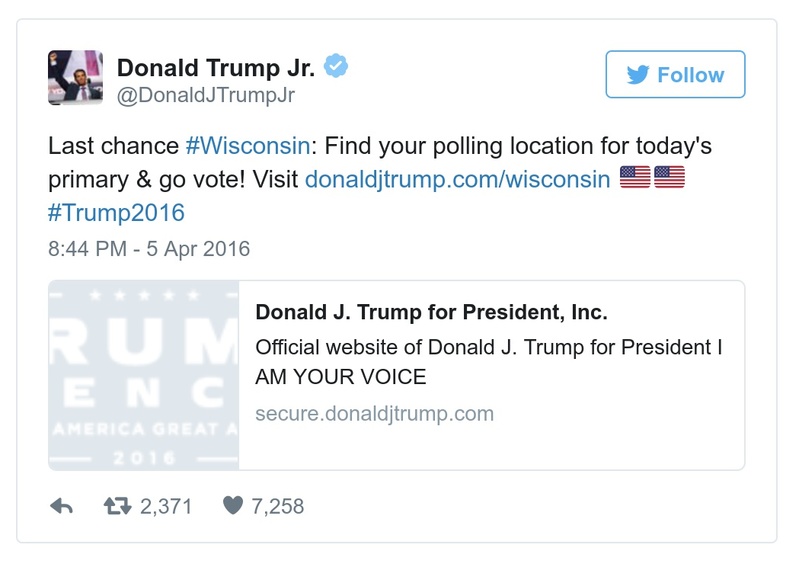 Donald Trump Jr.
@DonaldJTrumpJr
Follow
Last chance #Wisconsin: Find your polling location for today's
primary & go vote! Visit donaldjtrump.com/wisconsin
#Trump2016
8:44 PM - 5 Apr 2016
RUM
ENC
AMERICA GREAT A
2016
Donald J. Trump for President, Inc.
Official website of Donald J. Trump for President I
AM YOUR VOICE
secure.donaldjtrump.com
2,371 7,258